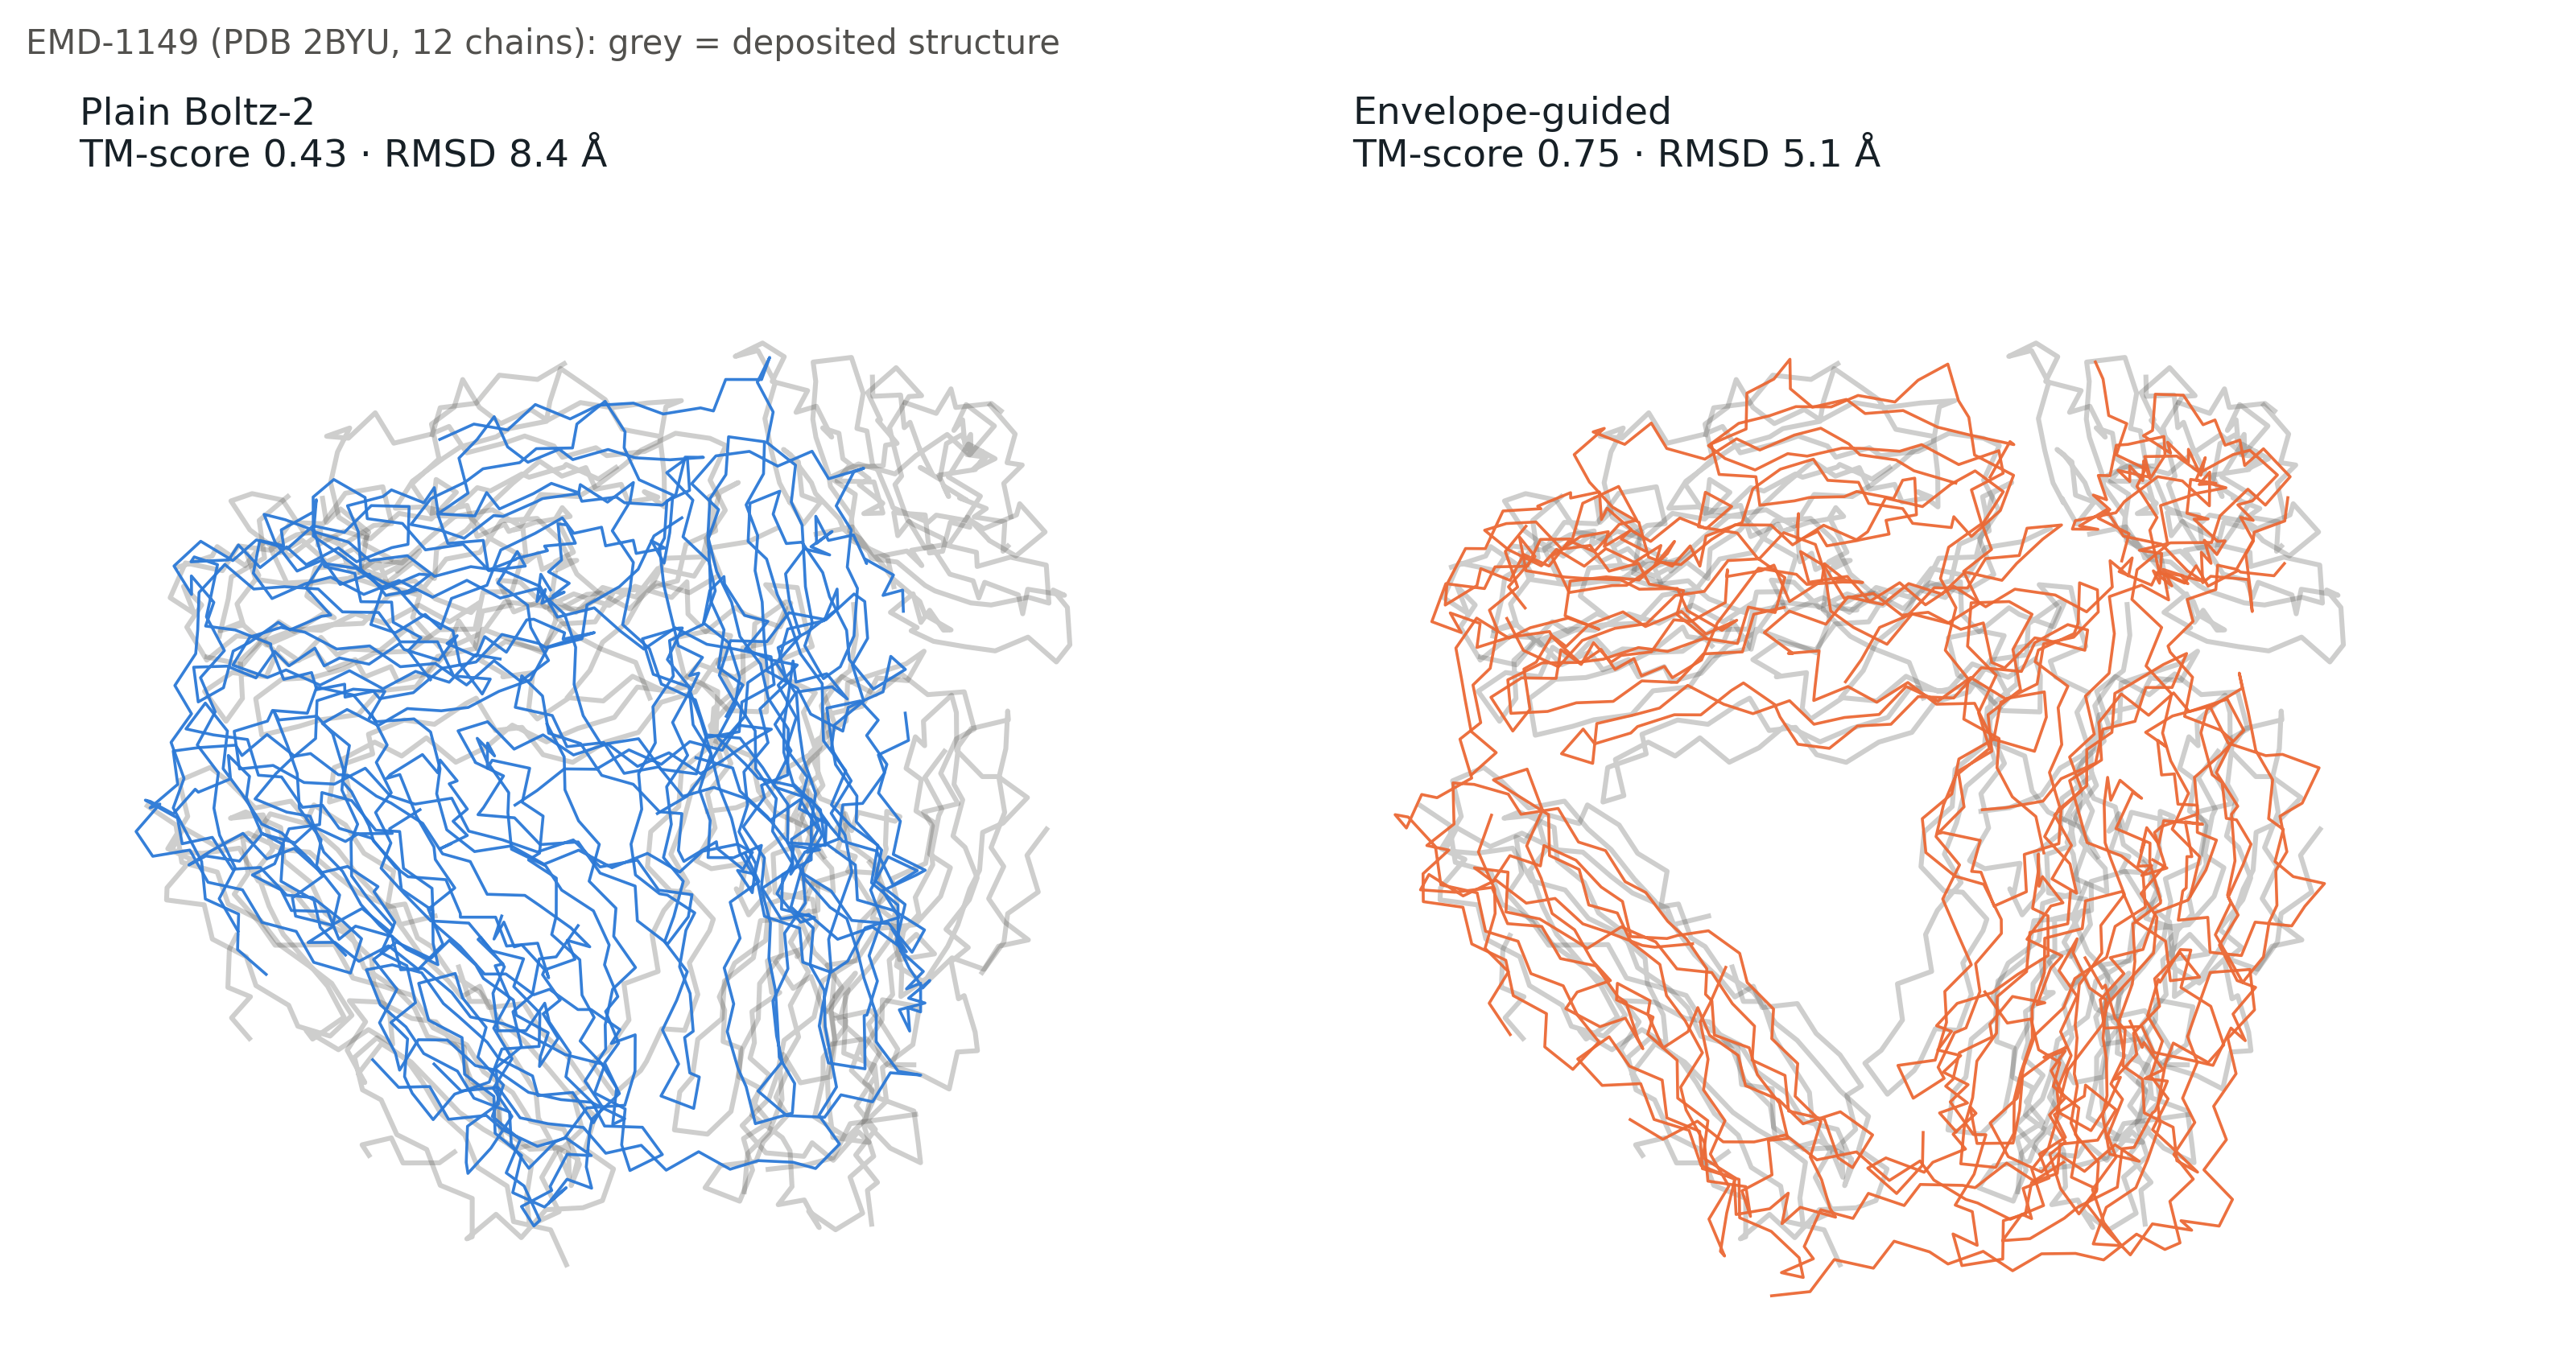 EMD-1149 (PDB 2BYU, 12 chains): grey = deposited structure
Plain Boltz-2
TM-score 0.43 · RMSD 8.4 Å
Envelope-guided
TM-score 0.75 · RMSD 5.1 Å